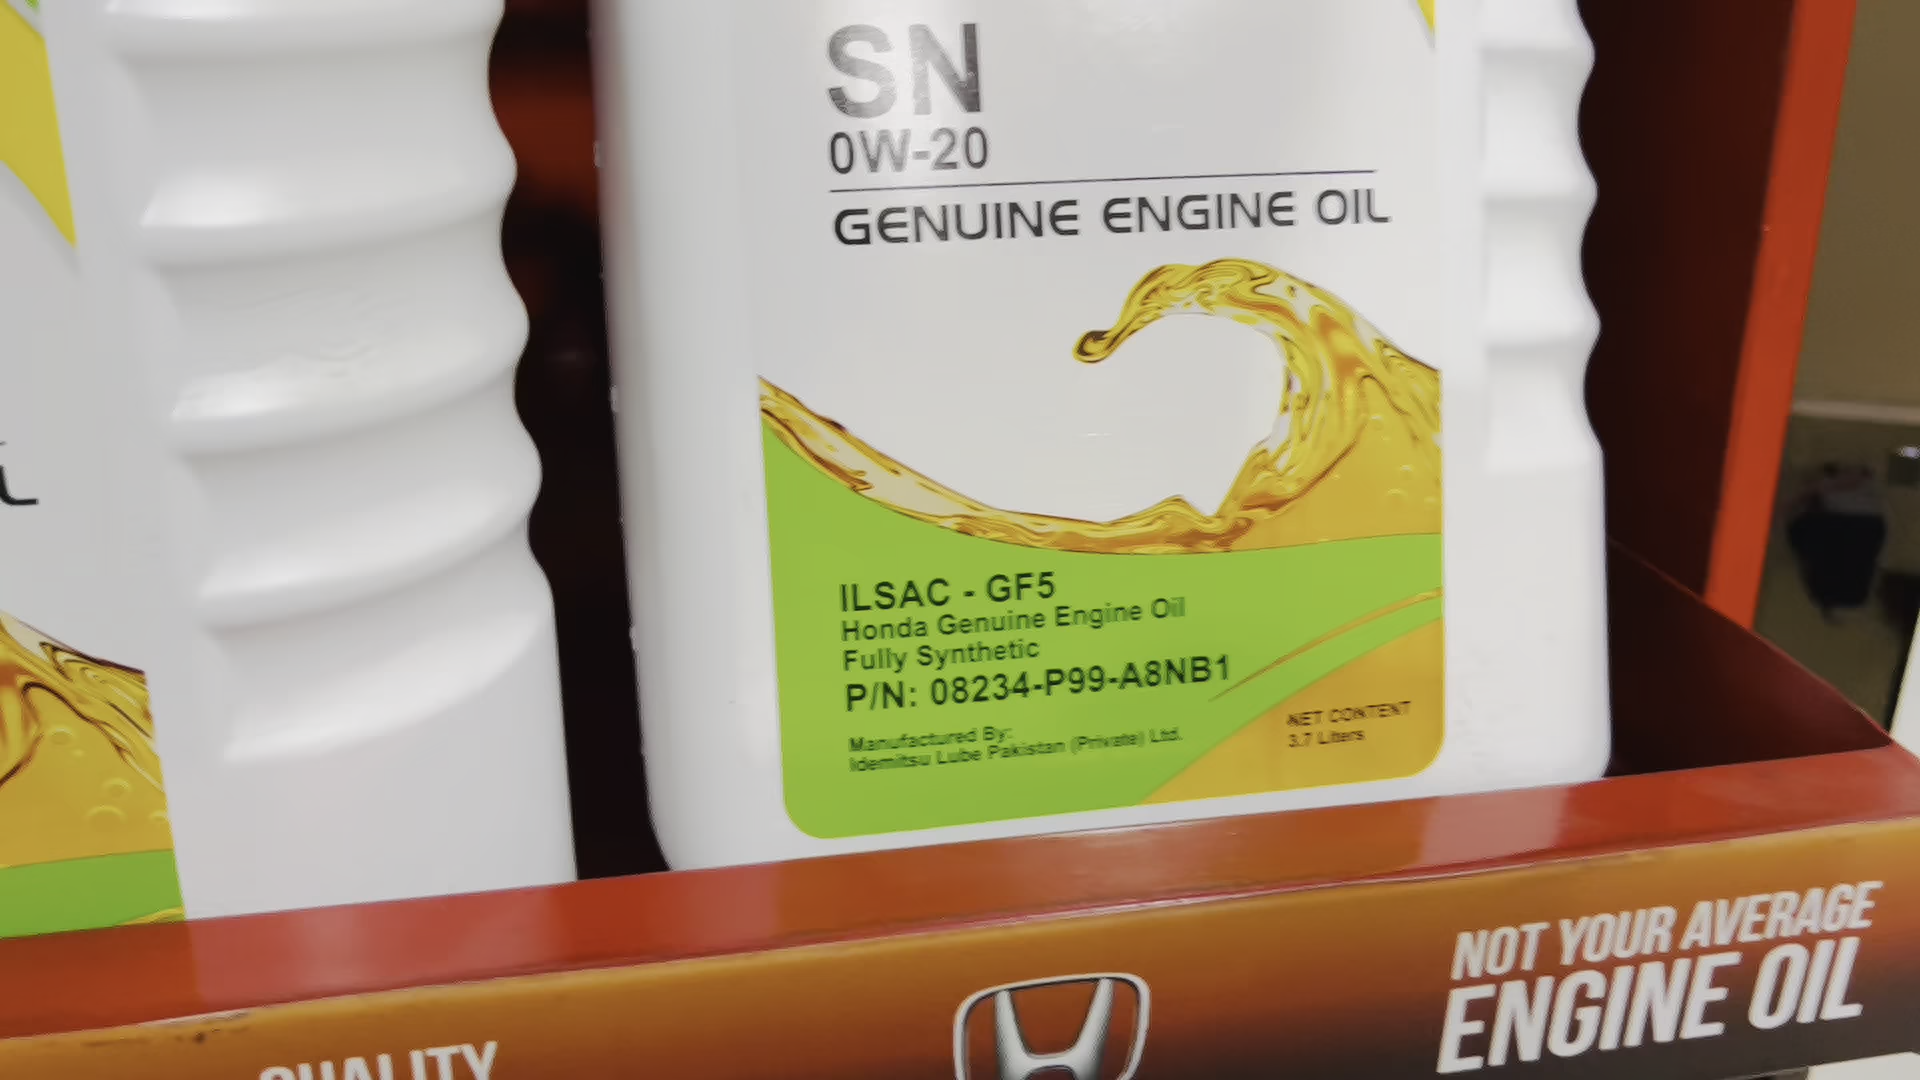 SN
0W-20
GENUINE ENGINE OIL
ILSAC - GF5
Honda Genuine Engine Oil
Fully Synthetic
P/N: 08234-P99-A8NB1
Manufactured By:
Idemitsu Lube Pakistan (Private) Ltd.
NET CONTENT
3.7 Liters
NOT YOUR AVERAGE
ENGINE OIL
QUALITY